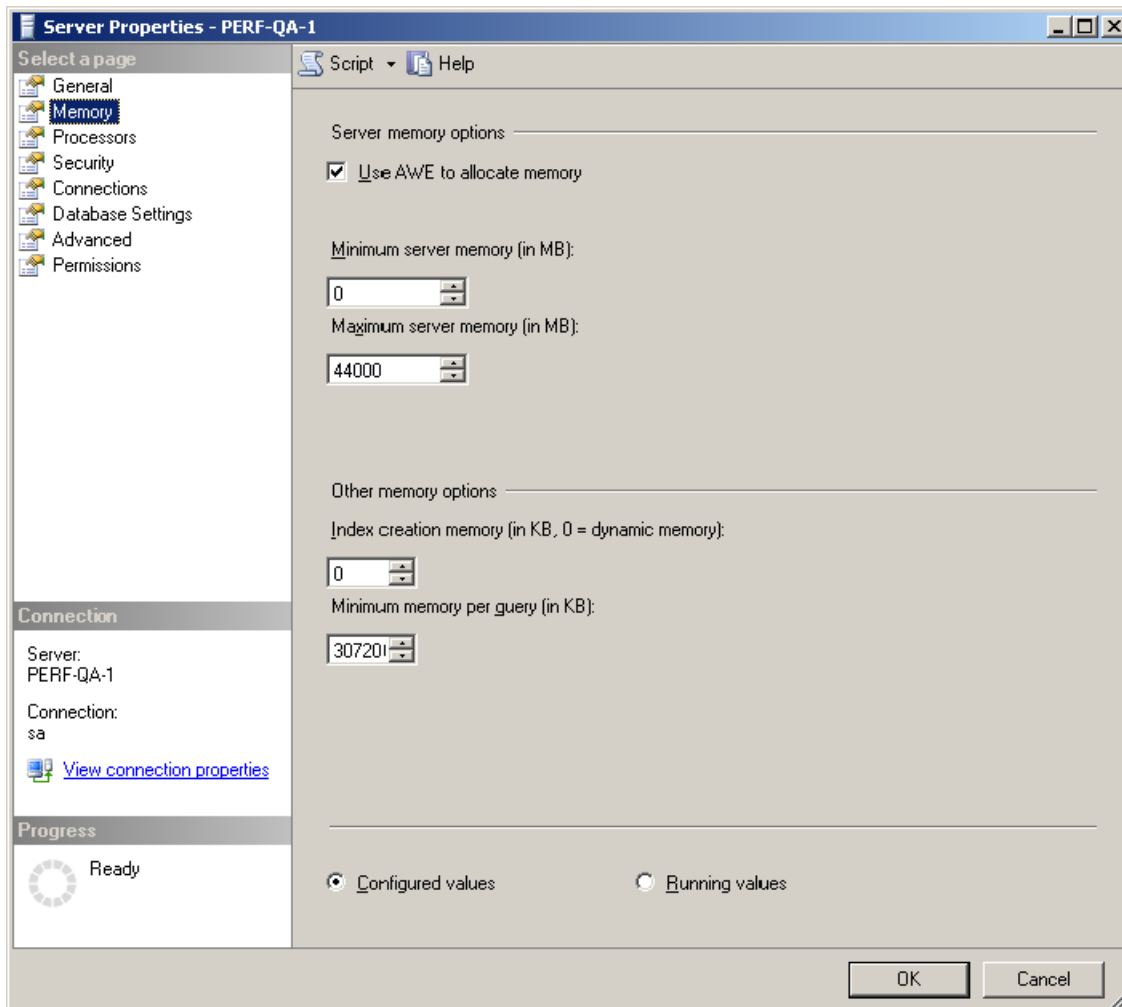 Server Properties - PERF-QA-1
Select a page
General
Memory
Processors
Security
Connections
Database Settings
Advanced
Permissions
Connection
Server:
PERF-QA-1
Connection:
sa
View connection properties
Progress
Ready
Script Help
Server memory options
Use AWE to allocate memory
Minimum server memory (in MB):
0
Maximum server memory (in MB):
44000
Other memory options
Index creation memory (in KB, 0 = dynamic memory):
0
Minimum memory per query (in KB):
Configured values Running values
OK Cancel